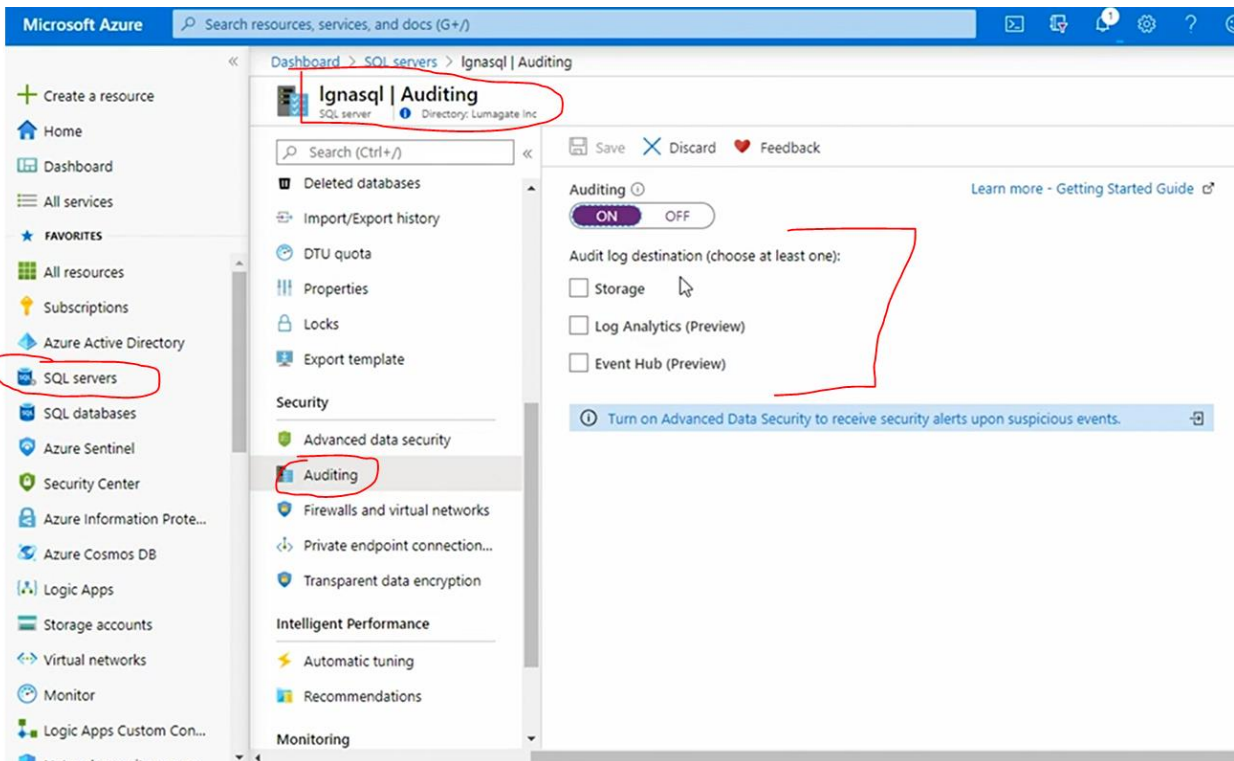 Microsoft Azure
Search resources, services, and docs (G+/)
1
?
«
Create a resource
Home
Dashboard
All services
FAVORITES
All resources
Subscriptions
Azure Active Directory
SQL servers
SQL databases
Azure Sentinel
Security Center
Azure Information Prote...
Azure Cosmos DB
Logic Apps
Storage accounts
Virtual networks
Monitor
Logic Apps Custom Con...
Dashboard > SQL servers > lgnasql | Auditing
lgnasql | Auditing
SQL server
Directory: Lumagate Inc
Search (Ctrl+/)
«
Deleted databases
Import/Export history
DTU quota
Properties
Locks
Export template
Security
Advanced data security
Auditing
Firewalls and virtual networks
Private endpoint connection...
Transparent data encryption
Intelligent Performance
Automatic tuning
Recommendations
Monitoring
Save
Discard
Feedback
Auditing
Learn more - Getting Started Guide
ON OFF
Audit log destination (choose at least one):
Storage
Log Analytics (Preview)
Event Hub (Preview)
Turn on Advanced Data Security to receive security alerts upon suspicious events.